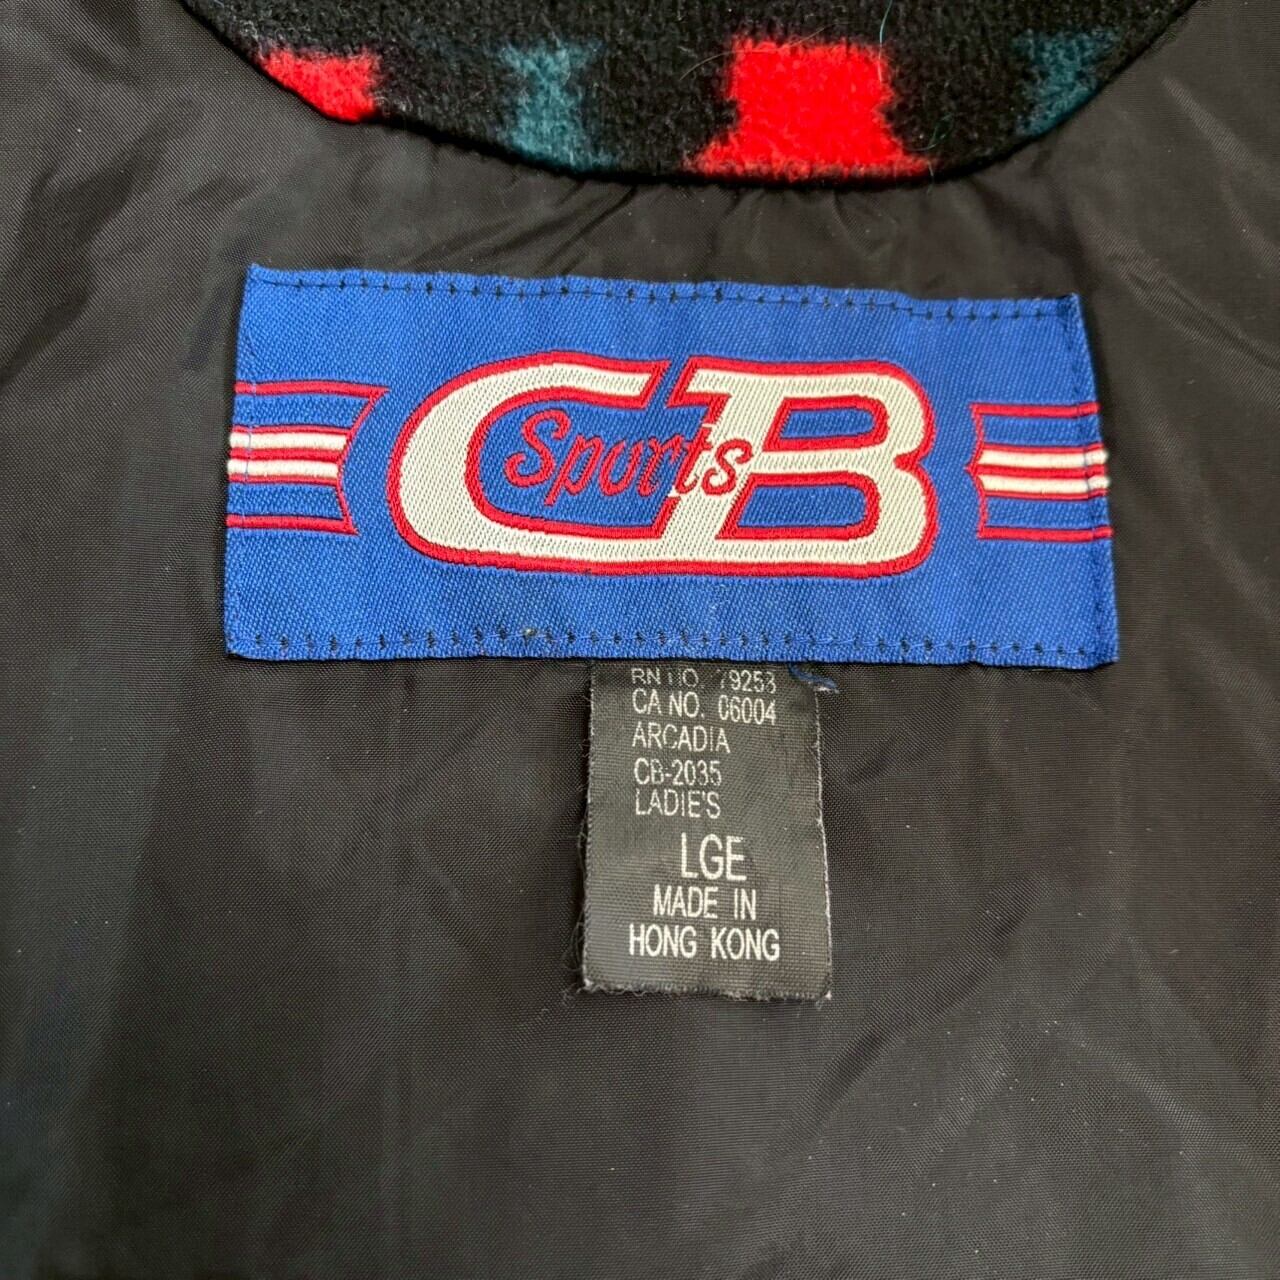 CB
Sports
RN NO. 79253
CA NO. 06004
ARCADIA
CB-2035
LADIE'S
LGE
MADE IN
HONG KONG